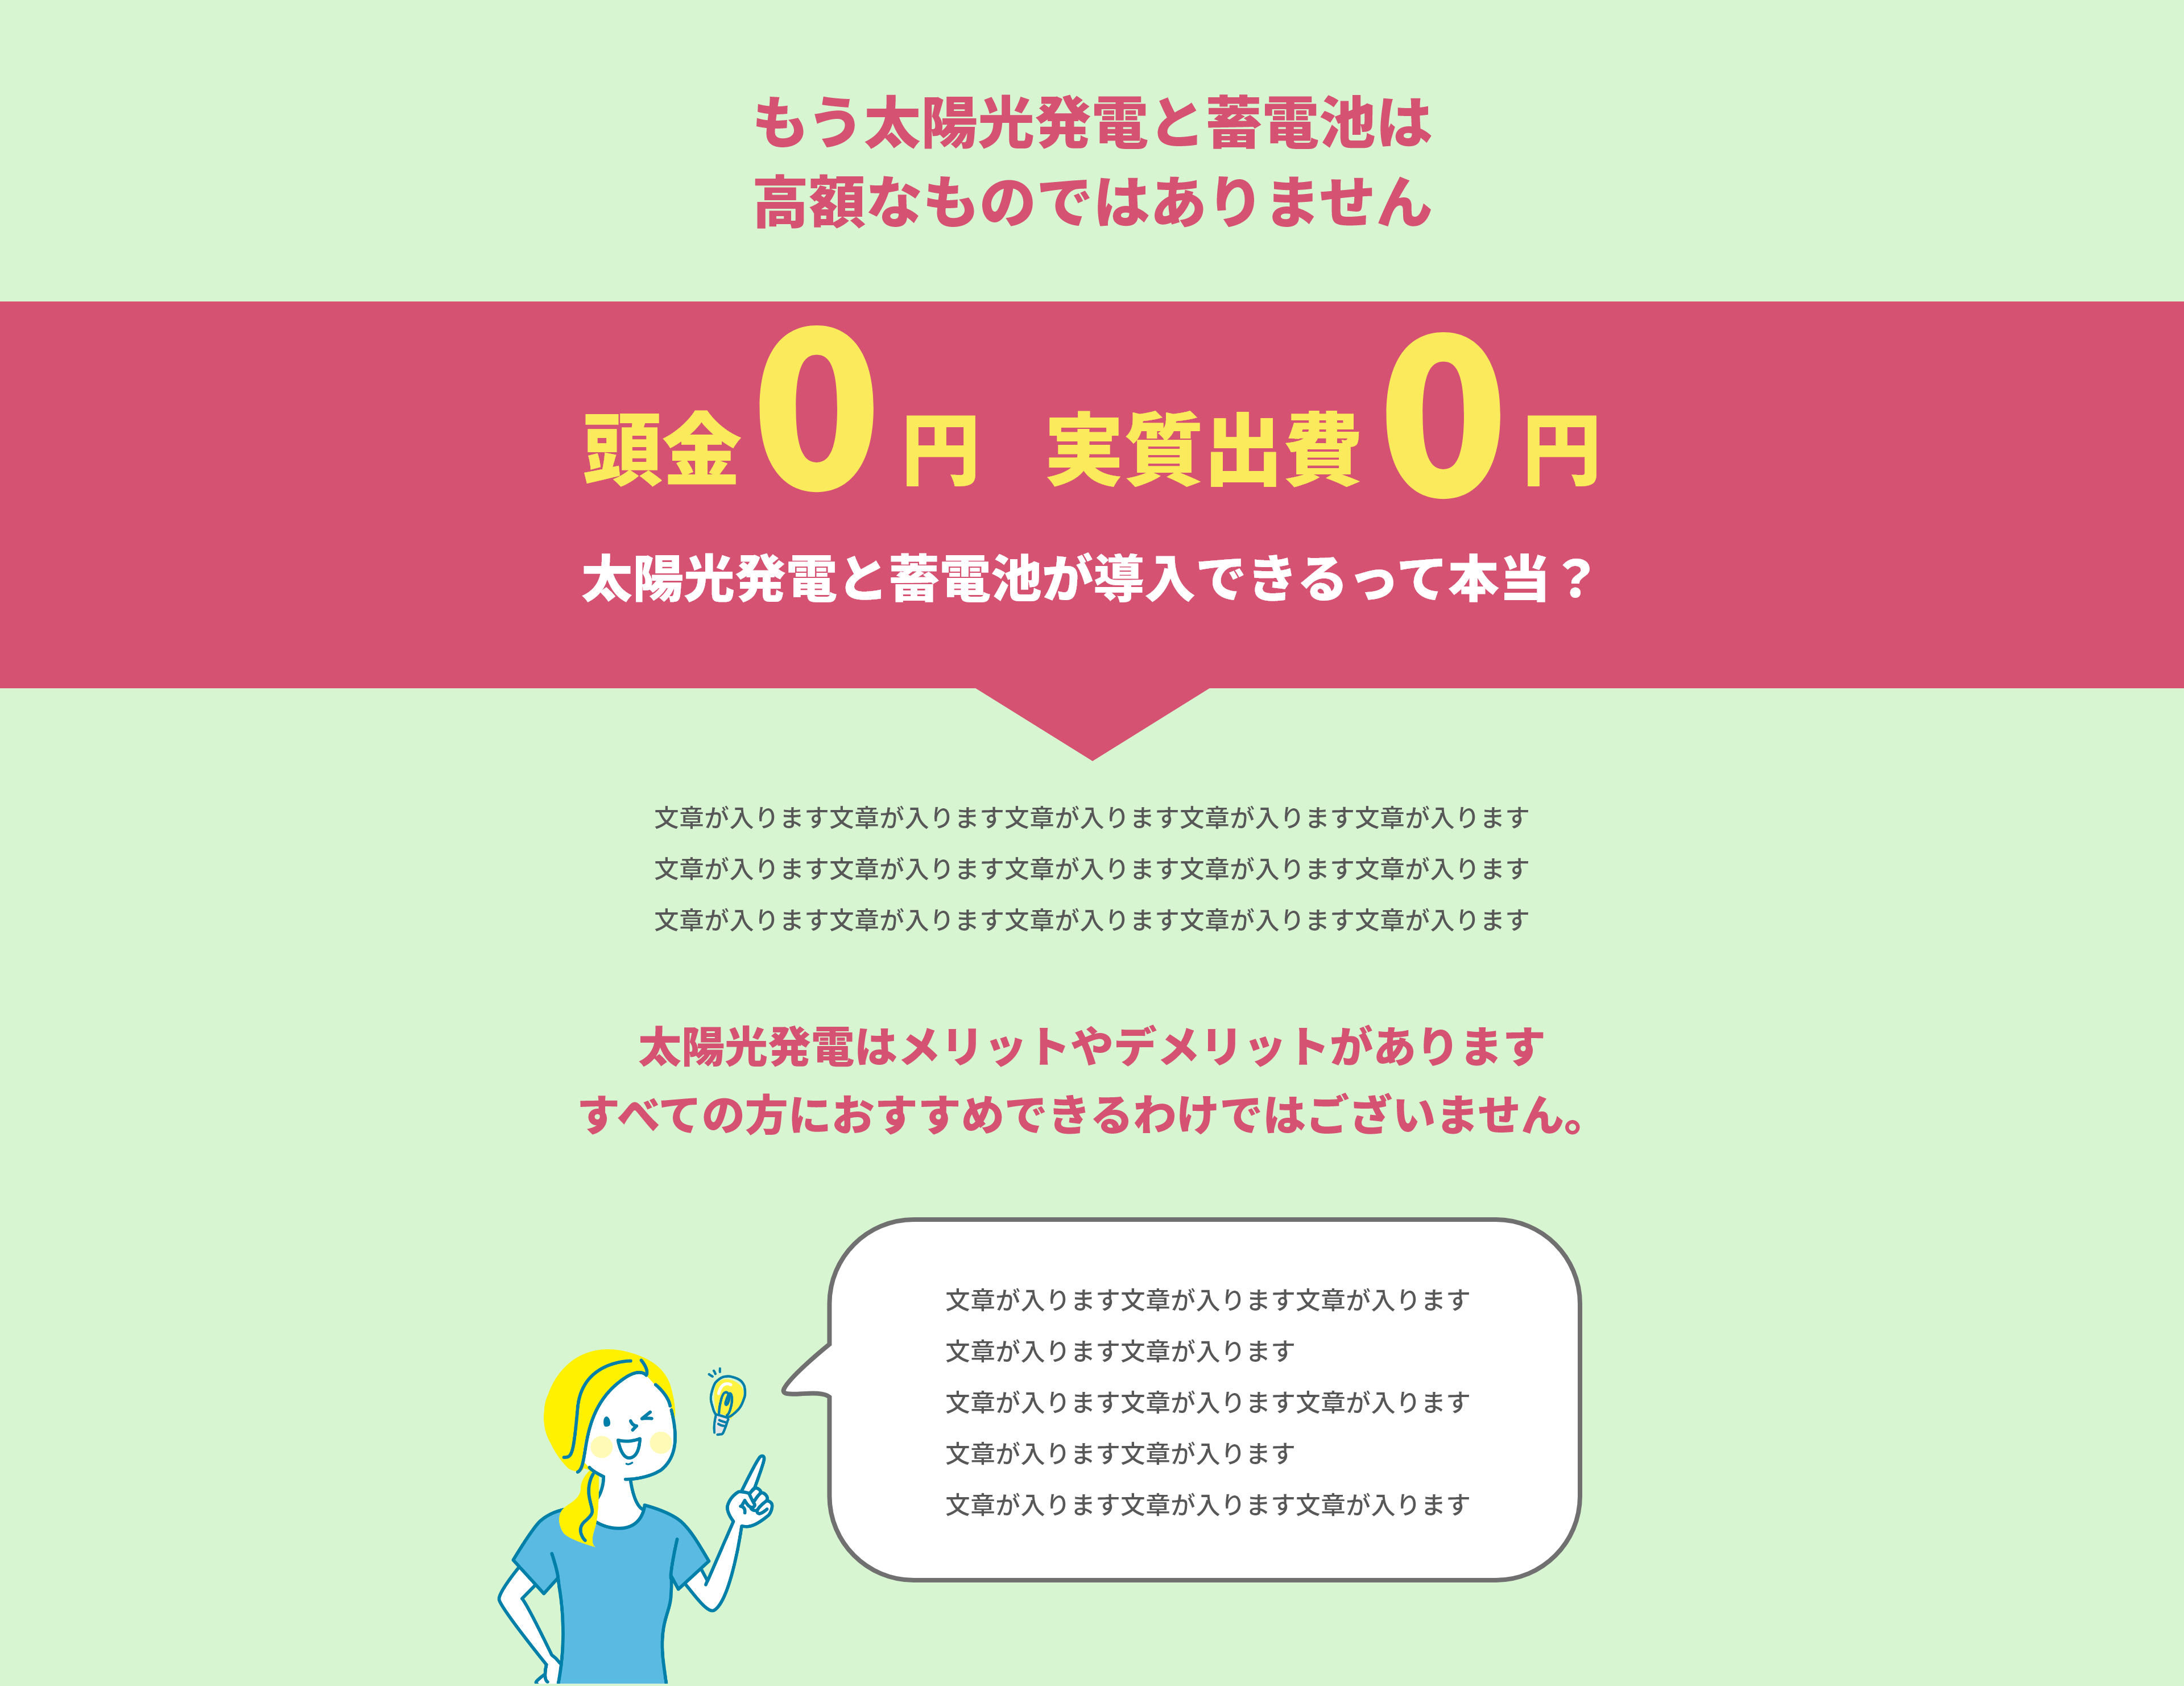 もう太陽光発電と蓄電池は
高額なものではありません
頭金0円 実質出費0円
太陽光発電と蓄電池が導入できるって本当？
文章が入ります文章が入ります文章が入ります文章が入ります文章が入ります
文章が入ります文章が入ります文章が入ります文章が入ります文章が入ります
文章が入ります文章が入ります文章が入ります文章が入ります文章が入ります
太陽光発電はメリットやデメリットがあります
すべての方におすすめできるわけではございません。
文章が入ります文章が入ります文章が入ります
文章が入ります文章が入ります
文章が入ります文章が入ります文章が入ります
文章が入ります文章が入ります
文章が入ります文章が入ります文章が入ります